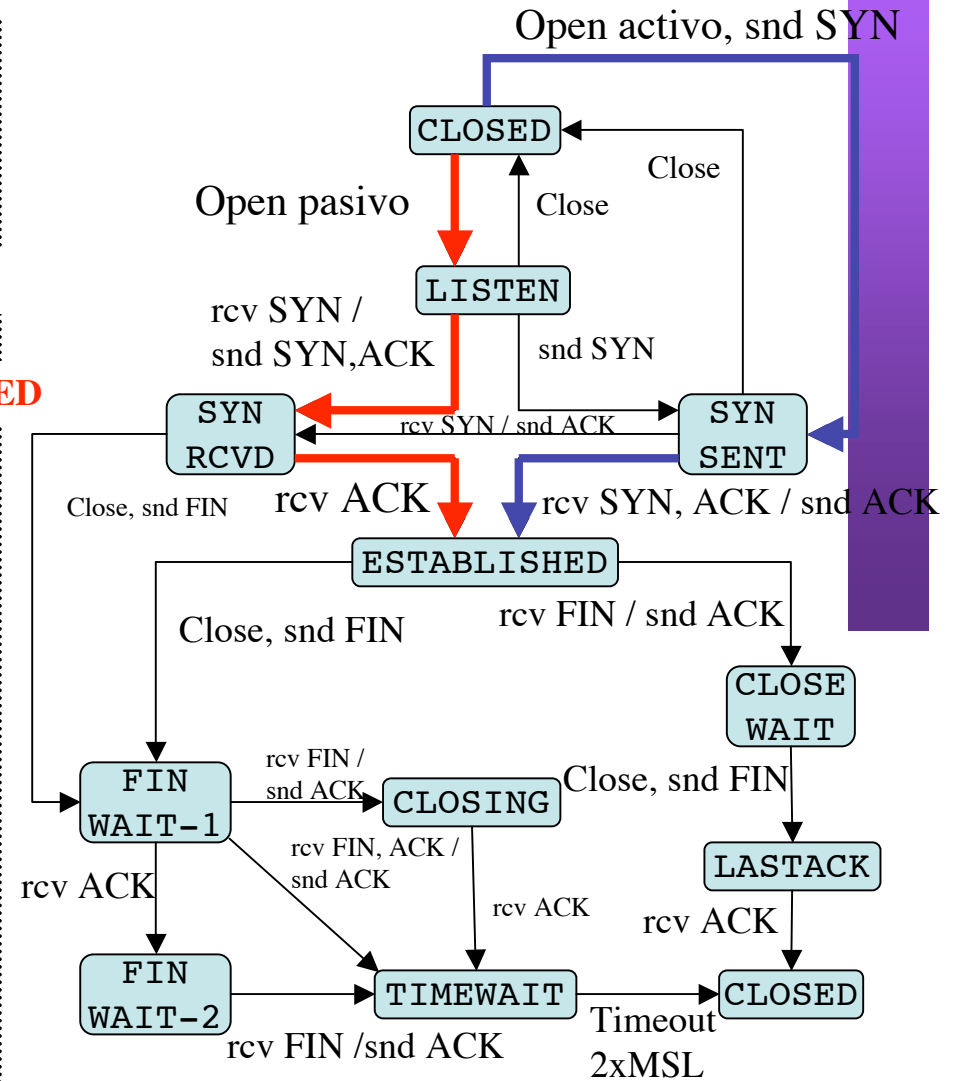 Open activo, snd SYN
CLOSED
Close
Open pasivo
Close
LISTEN
rcv SYN /
snd SYN,ACK
snd SYN
ED
SYN
RCVD
rcv SYN / snd ACK
SYN
SENT
Close, snd FIN
rcv ACK
rcv SYN, ACK / snd ACK
ESTABLISHED
Close, snd FIN
rcv FIN / snd ACK
CLOSE
WAIT
FIN
WAIT-1
rcv FIN /
snd ACK
CLOSING
Close, snd FIN
rcv FIN, ACK /
snd ACK
LASTACK
rcv ACK
rcv ACK
rcv ACK
FIN
WAIT-2
TIMEWAIT
CLOSED
rcv FIN /snd ACK
Timeout
2xMSL